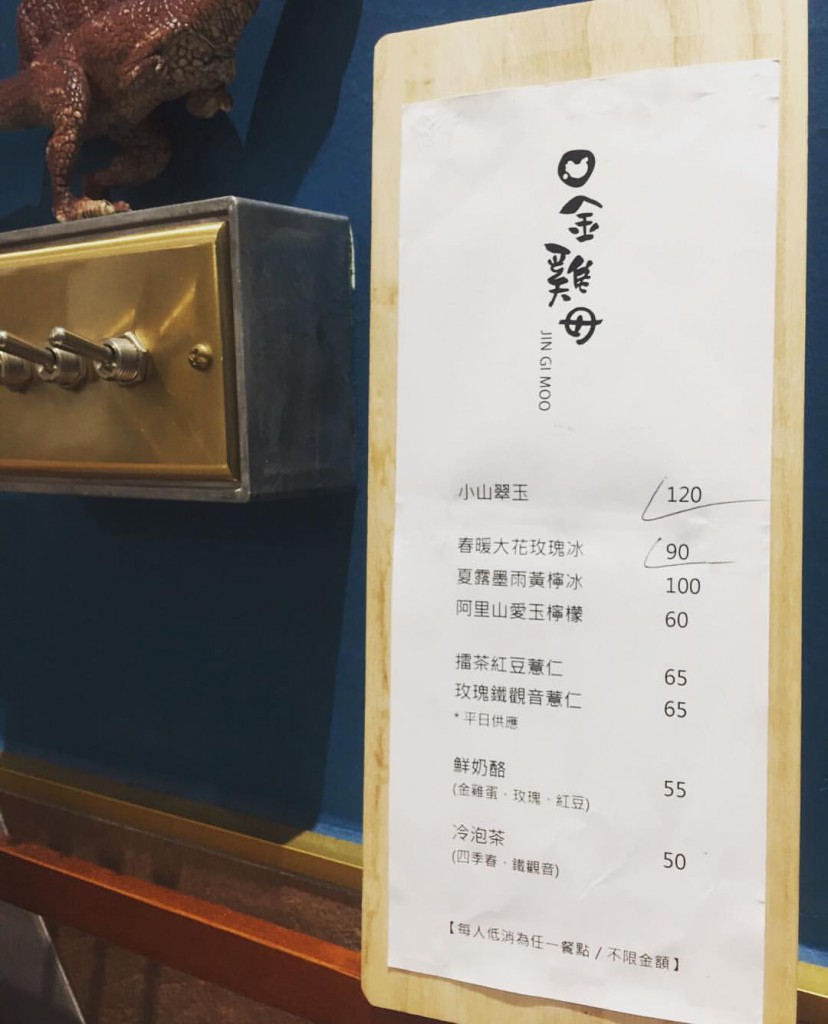 金雞母
JIN GI MOO
小山翠玉 120
春暖大花玫瑰冰 90
夏露墨雨黃檸冰 100
阿里山愛玉檸檬 60
擂茶紅豆薏仁 65
玫瑰鐵觀音薏仁 65
*平日供應
鮮奶酪 55
(金雞蛋、玫瑰、紅豆)
冷泡茶 50
(四季春、鐵觀音)
【每人低消為任一餐點/不限金額】